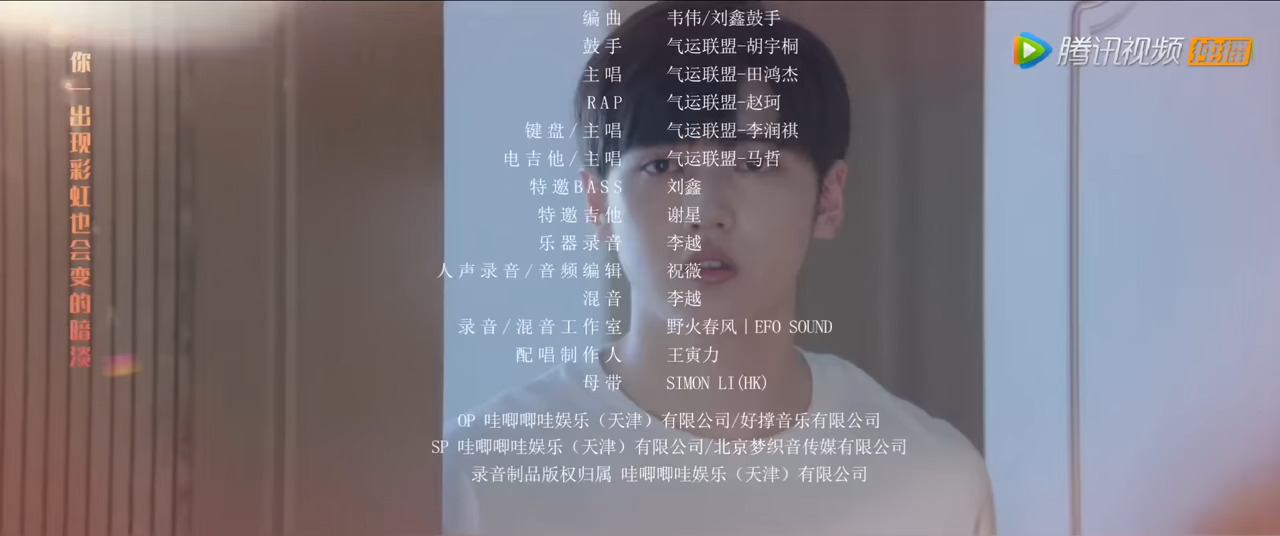 编曲 韦伟/刘鑫鼓手
鼓手 气运联盟-胡宇桐
主唱 气运联盟-田鸿杰
RAP 气运联盟-赵珂
键盘/主唱 气运联盟-李润祺
电吉他/主唱 气运联盟-马哲
特邀BASS 刘鑫
特邀吉他 谢星
乐器录音 李越
人声录音/音频编辑 祝薇
混音 李越
录音/混音工作室 野火春风|EFO SOUND
配唱制作人 王寅力
母带 SIMON LI(HK)
OP 哇唧唧哇娱乐（天津）有限公司/好撑音乐有限公司
SP 哇唧唧哇娱乐（天津）有限公司/北京梦织音传媒有限公司
录音制品版权归属 哇唧唧哇娱乐（天津）有限公司
你一出现彩虹也会变的暗淡
腾讯视频 独播